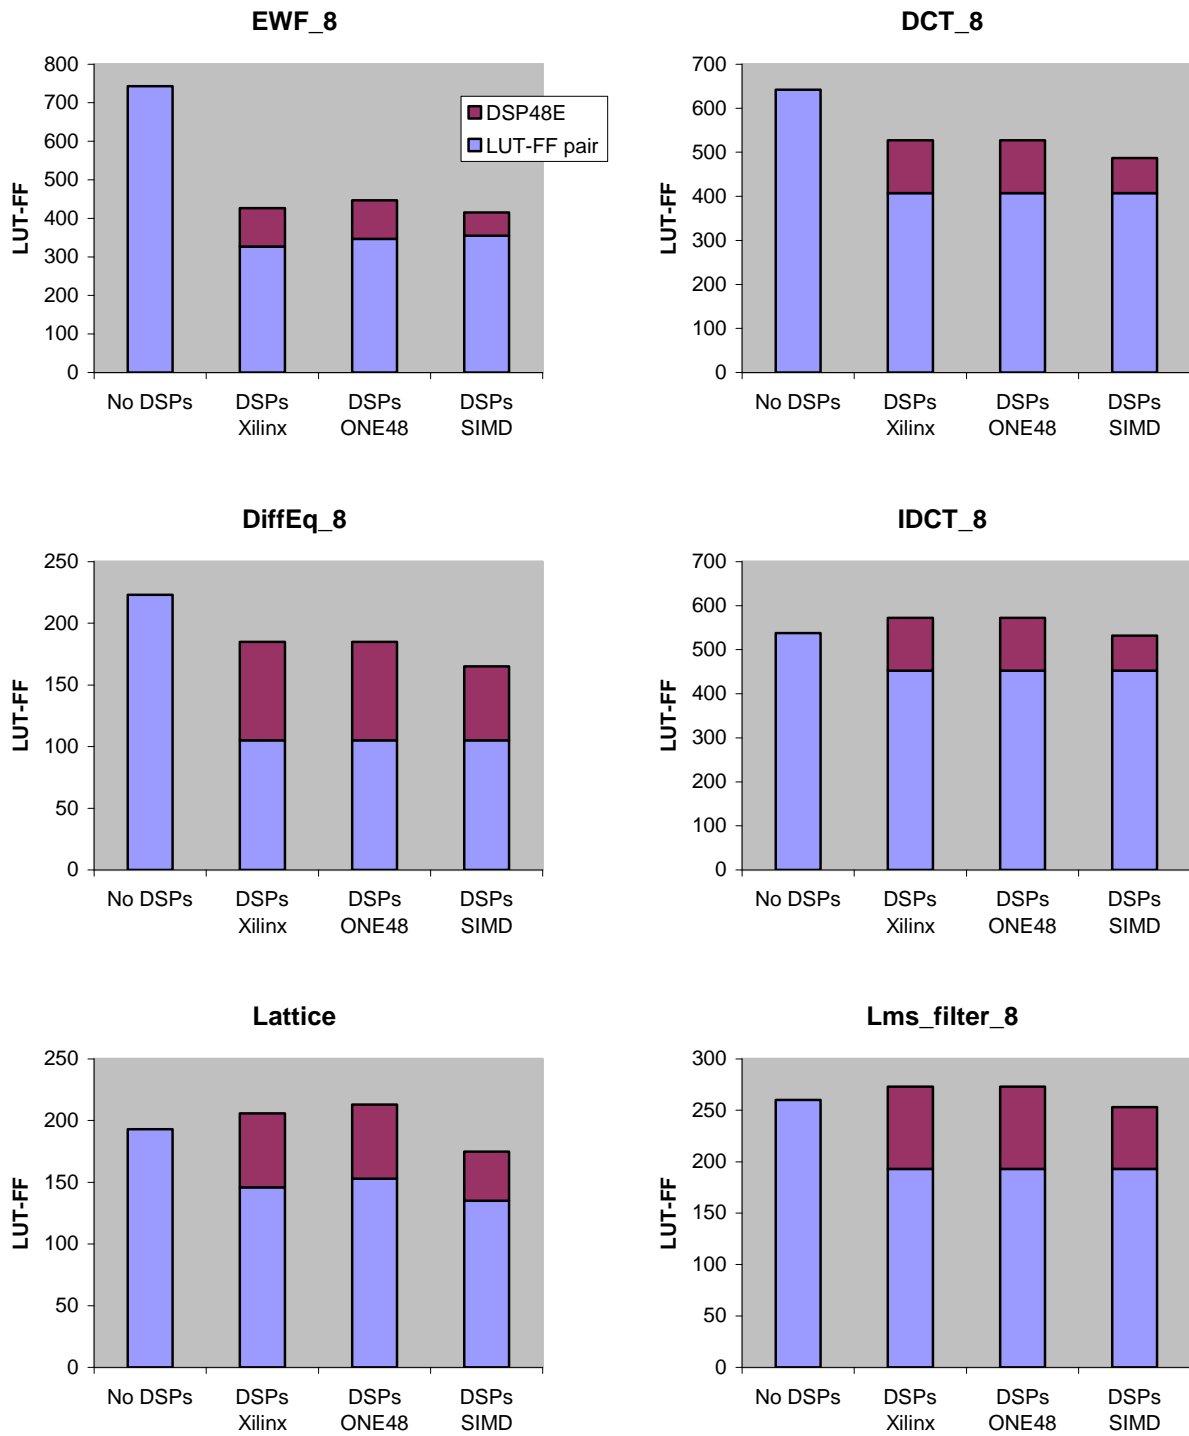 EWF_8
800
700
600
500
400
300
200
100
0
LUT-FF
DSP48E
LUT-FF pair
No DSPs
DSPs
Xilinx
DSPs
ONE48
DSPs
SIMD
DCT_8
700
600
500
400
300
200
100
0
LUT-FF
No DSPs
DSPs
Xilinx
DSPs
ONE48
DSPs
SIMD
DiffEq_8
250
200
150
100
50
0
LUT-FF
No DSPs
DSPs
Xilinx
DSPs
ONE48
DSPs
SIMD
IDCT_8
700
600
500
400
300
200
100
0
LUT-FF
No DSPs
DSPs
Xilinx
DSPs
ONE48
DSPs
SIMD
Lattice
250
200
150
100
50
0
LUT-FF
No DSPs
DSPs
Xilinx
DSPs
ONE48
DSPs
SIMD
Lms_filter_8
300
250
200
150
100
50
0
LUT-FF
No DSPs
DSPs
Xilinx
DSPs
ONE48
DSPs
SIMD